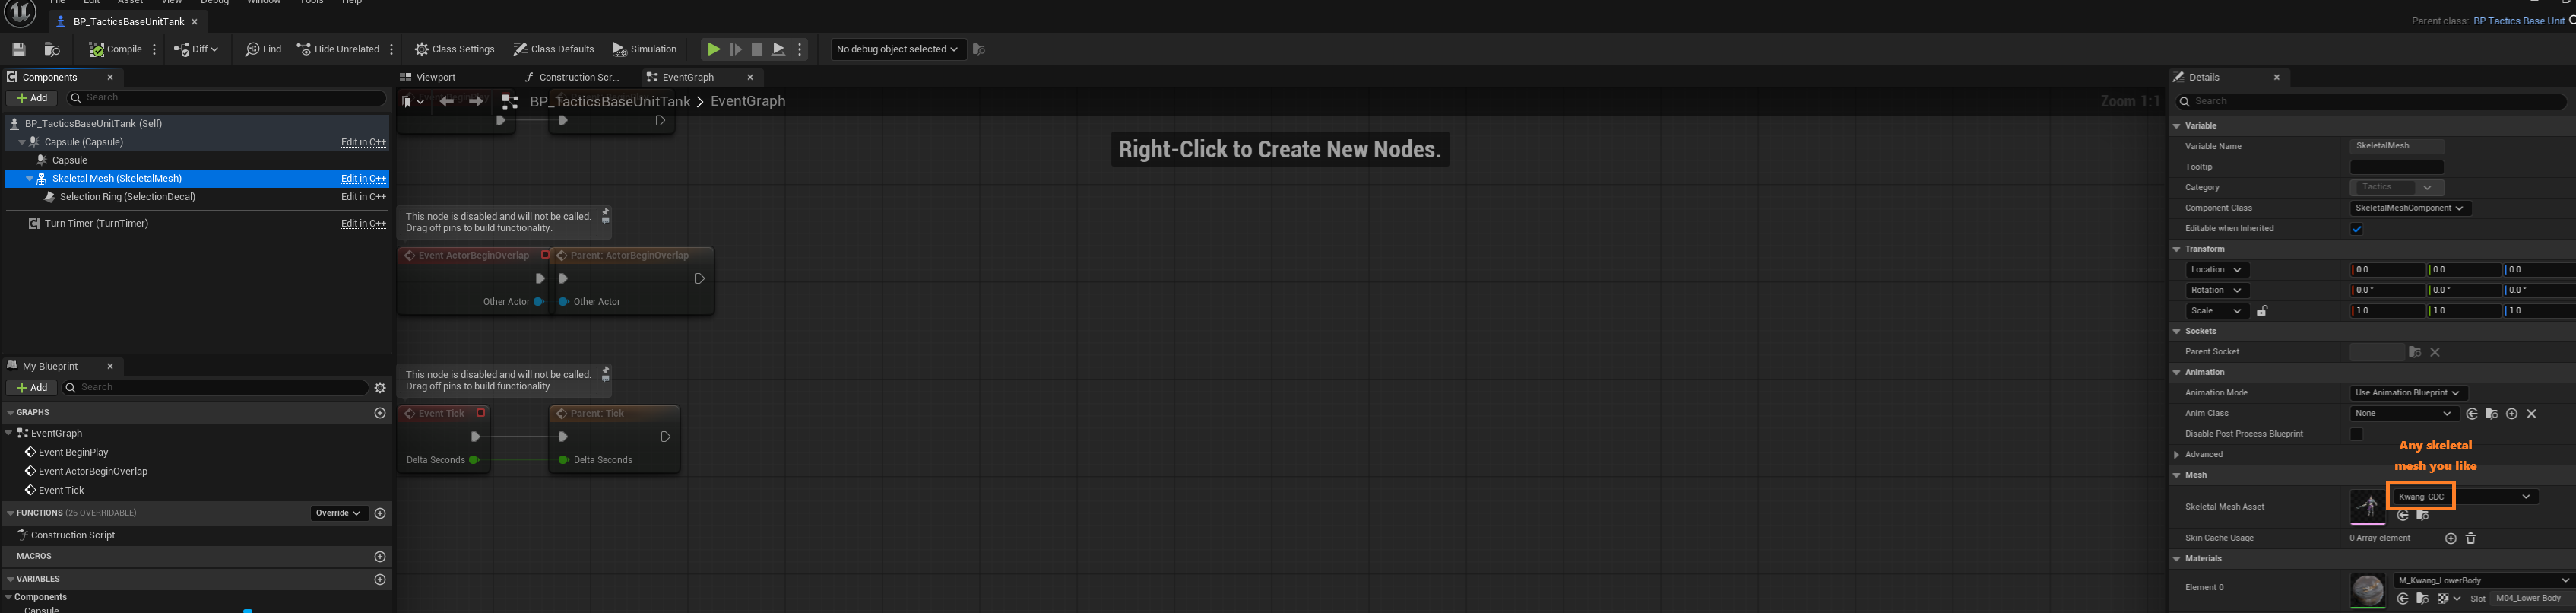 File Edit Asset View Debug Window Tools Help
BP_TacticsBaseUnitTank
Parent class: BP Tactics Base Unit
Compile Diff Find Hide Unrelated Class Settings Class Defaults Simulation No debug object selected
Components
Add Search
BP_TacticsBaseUnitTank (Self)
Capsule (Capsule) Edit in C++
Capsule
Skeletal Mesh (SkeletalMesh) Edit in C++
Selection Ring (SelectionDecal) Edit in C++
Turn Timer (TurnTimer) Edit in C++
My Blueprint
Add Search
GRAPHS
EventGraph
Event BeginPlay
Event ActorBeginOverlap
Event Tick
FUNCTIONS (26 OVERRIDABLE) Override
Construction Script
MACROS
VARIABLES
Components
Capsule
Viewport Construction Scr... EventGraph
BP_TacticsBaseUnitTank > EventGraph
Zoom 1:1
Right-Click to Create New Nodes.
This node is disabled and will not be called.
Drag off pins to build functionality.
Event ActorBeginOverlap Parent: ActorBeginOverlap
Other Actor Other Actor
This node is disabled and will not be called.
Drag off pins to build functionality.
Event Tick Parent: Tick
Delta Seconds Delta Seconds
Details
Search
Variable
Variable Name SkeletalMesh
Tooltip
Category Tactics
Component Class SkeletalMeshComponent
Editable when Inherited
Transform
Location 0.0 0.0 0.0
Rotation 0.0 ° 0.0 ° 0.0 °
Scale 1.0 1.0 1.0
Sockets
Parent Socket
Animation
Animation Mode Use Animation Blueprint
Anim Class None
Disable Post Process Blueprint
Any skeletal
mesh you like
Advanced
Mesh
Skeletal Mesh Asset Kwang_GDC
Skin Cache Usage 0 Array element
Materials
Element 0 M_Kwang_LowerBody
Slot M04_Lower Body